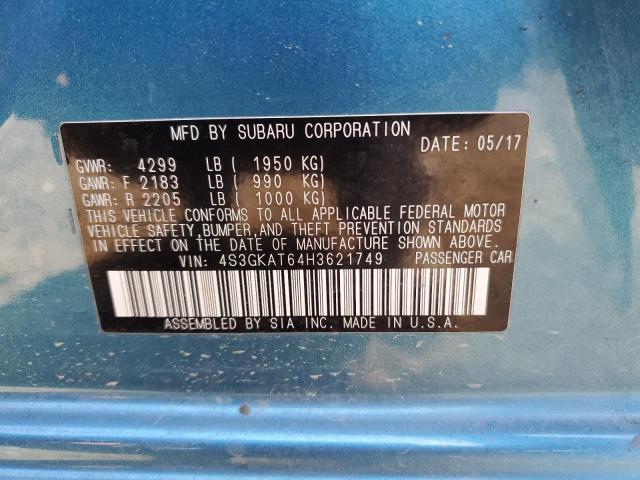 MFD BY SUBARU CORPORATION DATE: 05/17
GVWR: 4299 LB ( 1950 KG)
GAWR: F 2183 LB ( 990 KG)
GAWR: R 2205 LB ( 1000 KG)
THIS VEHICLE CONFORMS TO ALL APPLICABLE FEDERAL MOTOR
VEHICLE SAFETY, BUMPER, AND THEFT PREVENTION STANDARDS
IN EFFECT ON THE DATE OF MANUFACTURE SHOWN ABOVE.
VIN: 4S3GKAT64H3621749 PASSENGER CAR
ASSEMBLED BY SIA INC. MADE IN U.S.A.